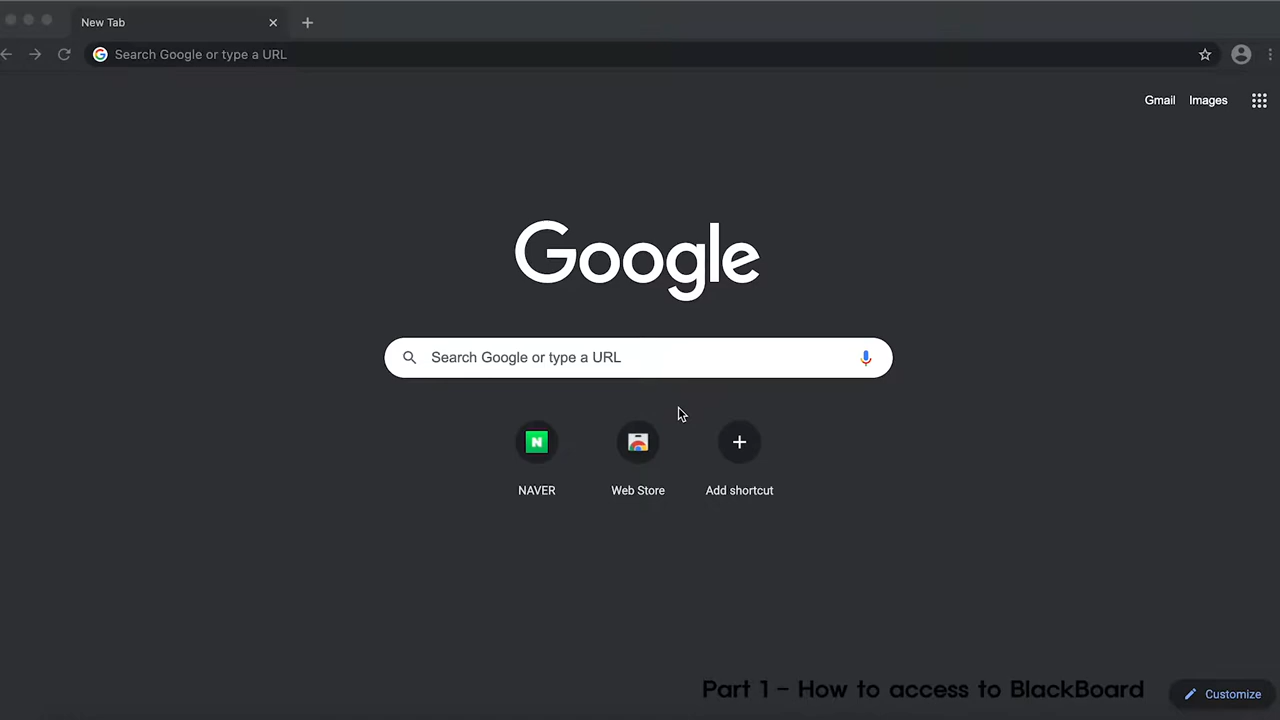 New Tab
Search Google or type a URL
Gmail Images
Google
Search Google or type a URL
N
NAVER Web Store Add shortcut
Part 1 - How to access to BlackBoard
Customize